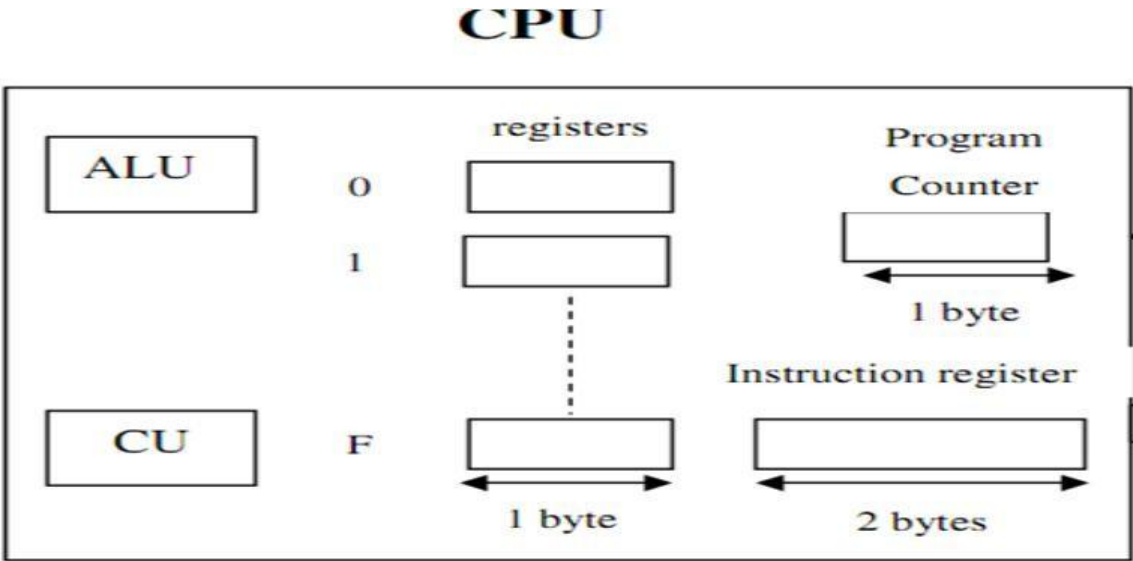 CPU
registers
Program
Counter
ALU
0
1
1 byte
Instruction register
CU
F
1 byte
2 bytes